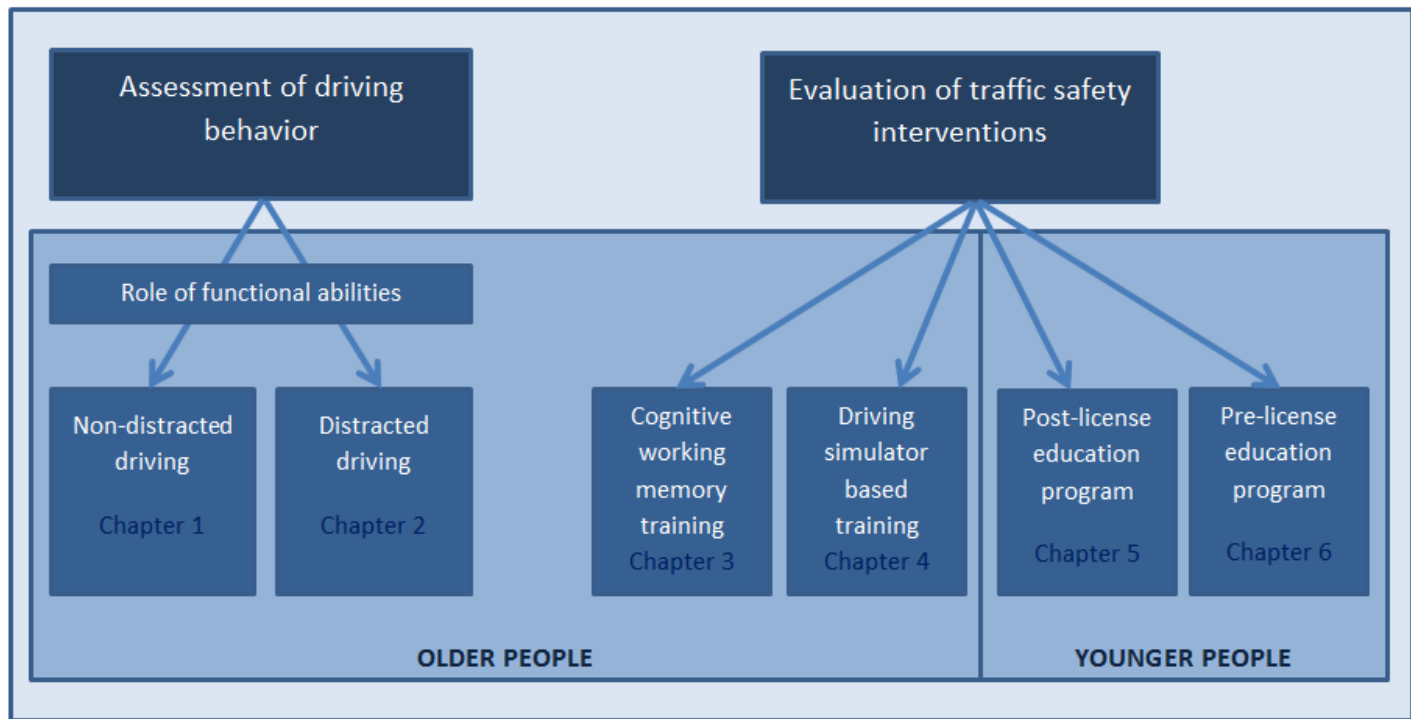 Assessment of driving
behavior
Evaluation of traffic safety
interventions
Role of functional abilities
Non-distracted
driving
Chapter 1
Distracted
driving
Chapter 2
Cognitive
working
memory
training
Chapter 3
Driving
simulator
based
training
Chapter 4
Post-license
education
program
Chapter 5
Pre-license
education
program
Chapter 6
OLDER PEOPLE
YOUNGER PEOPLE